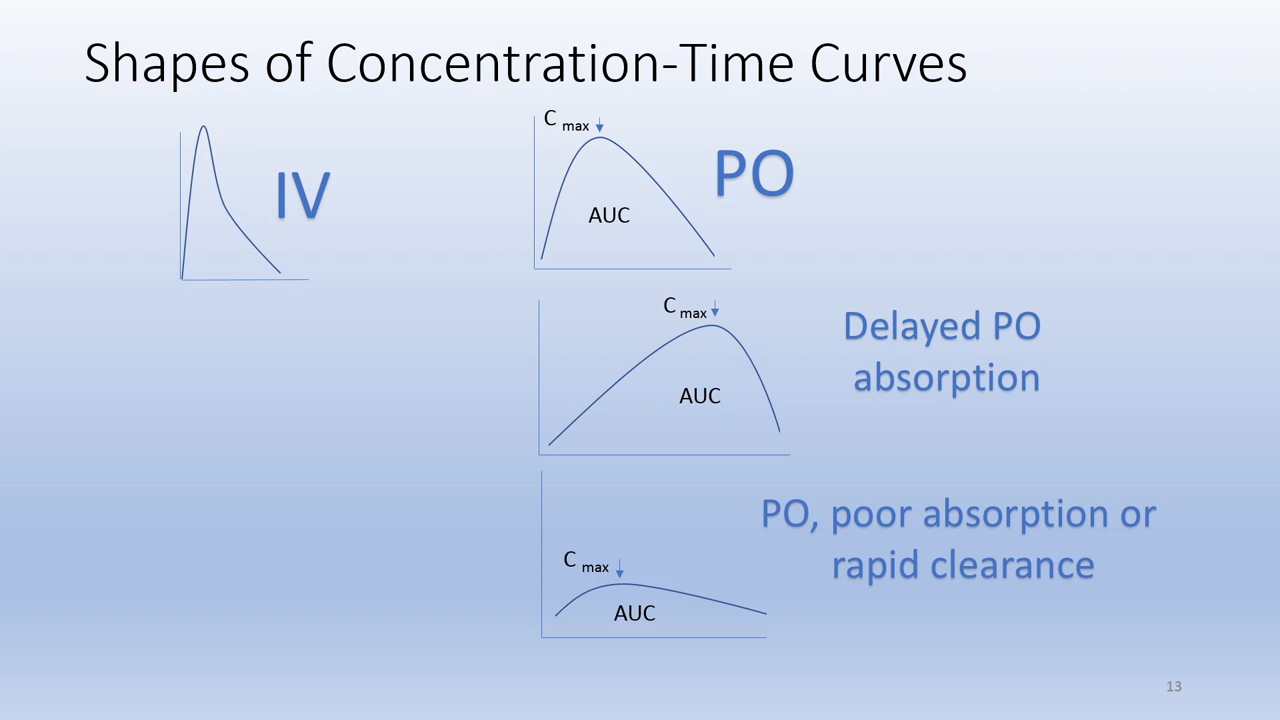 Shapes of Concentration-Time Curves
IV
C max
AUC
PO
C max
AUC
Delayed PO
absorption
C max
AUC
PO, poor absorption or
rapid clearance
13